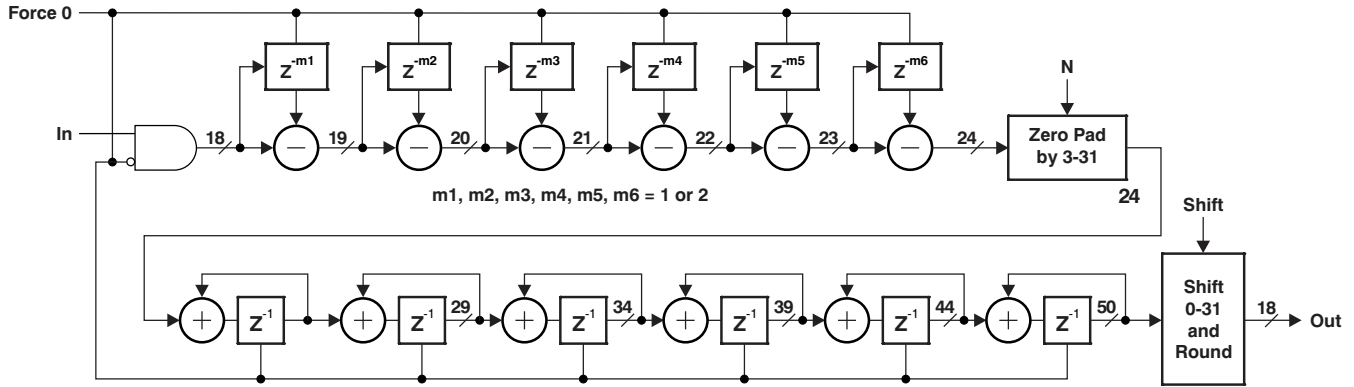 Force 0
Z-m1 Z-m2 Z-m3 Z-m4 Z-m5 Z-m6
N
In
18 19 20 21 22 23 24
− − − − − −
Zero Pad
by 3-31
m1, m2, m3, m4, m5, m6 = 1 or 2
24
Shift
+ Z-1 + Z-1 + Z-1 + Z-1 + Z-1 + Z-1
29 34 39 44 50
Shift
0-31
and
Round
18
Out